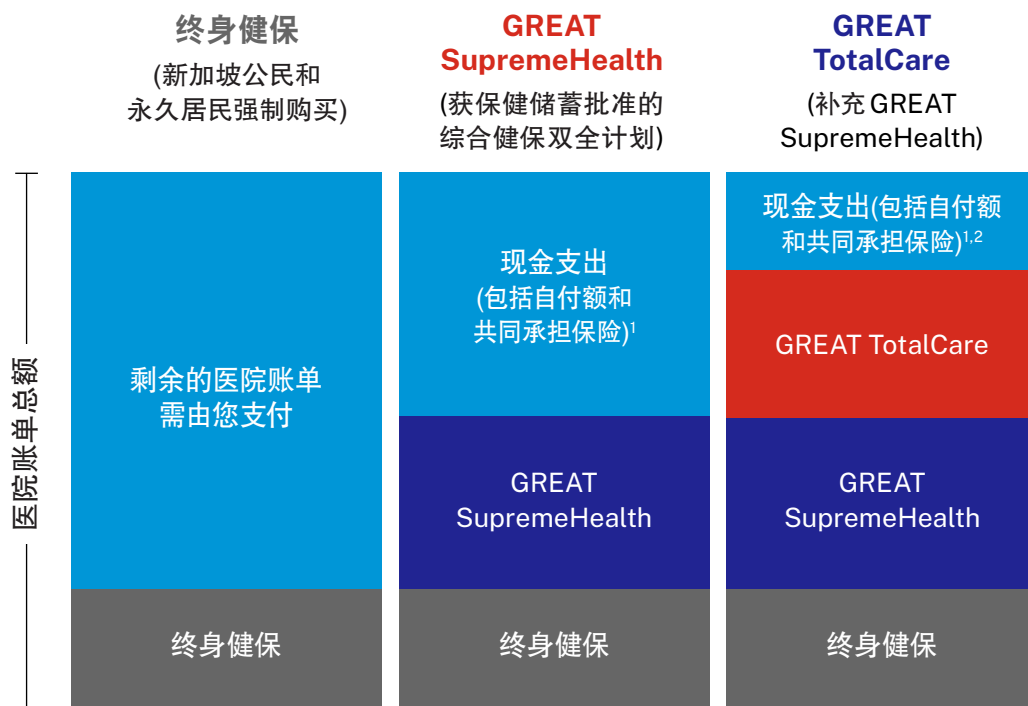 终身健保
(新加坡公民和
永久居民强制购买)
GREAT
SupremeHealth
(获保健储蓄批准的
综合健保双全计划)
GREAT
TotalCare
(补充 GREAT
SupremeHealth)
医院账单总额
剩余的医院账单
需由您支付
终身健保
现金支出
(包括自付额和
共同承担保险)¹
GREAT
SupremeHealth
终身健保
现金支出(包括自付额
和共同承担保险)¹,²
GREAT TotalCare
GREAT
SupremeHealth
终身健保